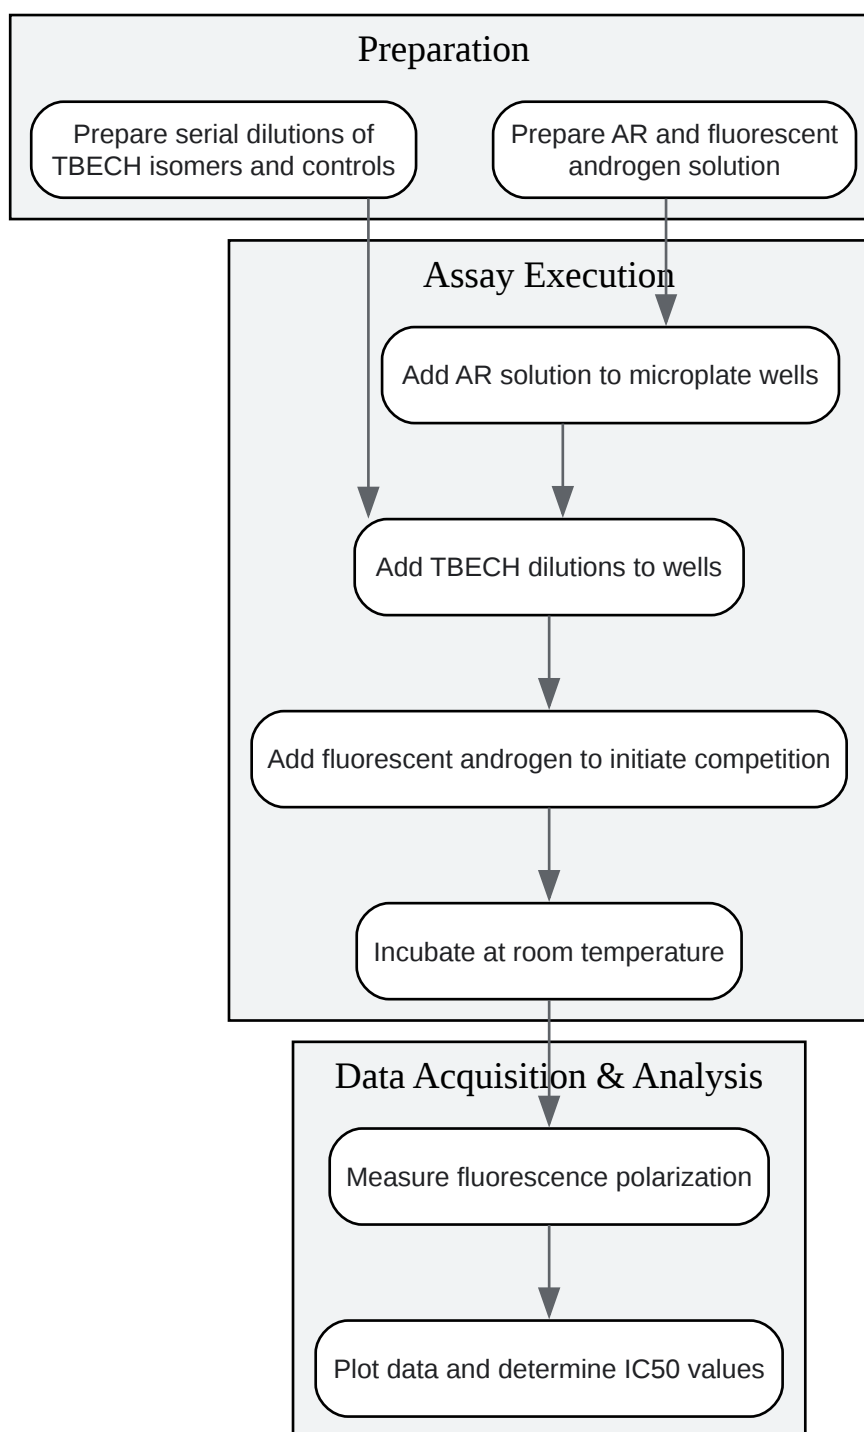 Preparation
Prepare serial dilutions of
TBECH isomers and controls
Prepare AR and fluorescent
androgen solution
Assay Execution
Add AR solution to microplate wells
Add TBECH dilutions to wells
Add fluorescent androgen to initiate competition
Incubate at room temperature
Data Acquisition & Analysis
Measure fluorescence polarization
Plot data and determine IC50 values